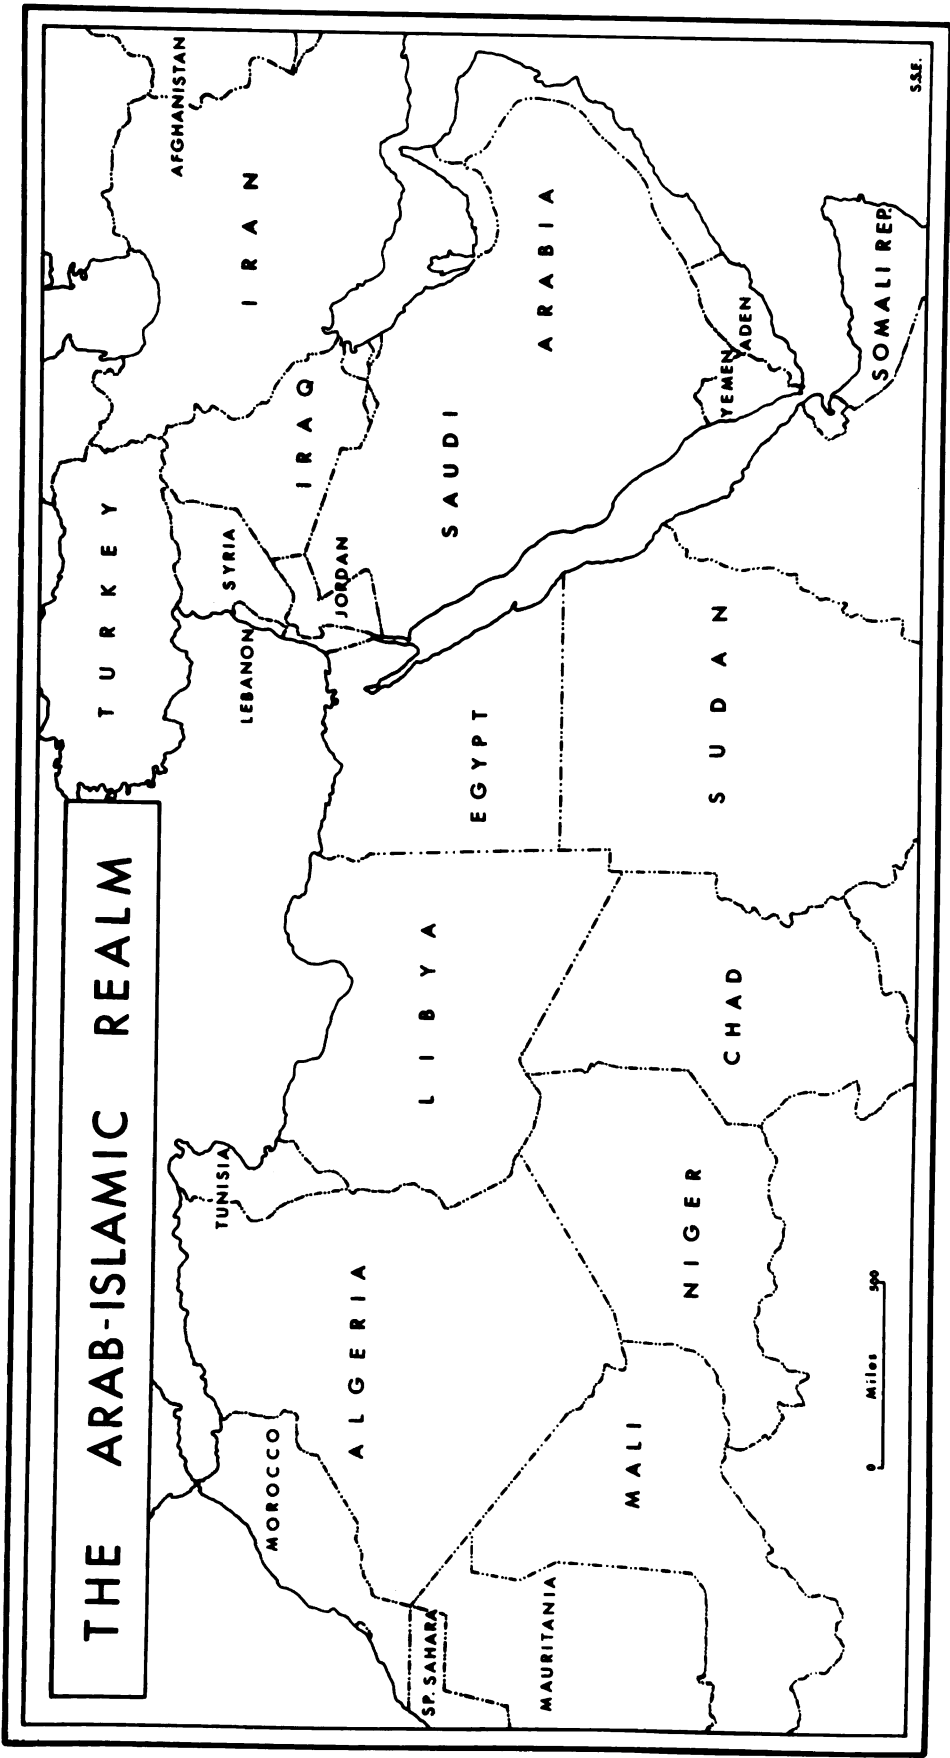 THE ARAB-ISLAMIC REALM
TURKEY
AFGHANISTAN
IRAN
SYRIA
LEBANON
IRAQ
JORDAN
TUNISIA
MOROCCO
ALGERIA
LIBYA
EGYPT
SAUDI
ARABIA
SP. SAHARA
MAURITANIA
MALI
NIGER
CHAD
SUDAN
YEMEN
ADEN
SOMALI REP.
0 Miles 500
S.S.F.